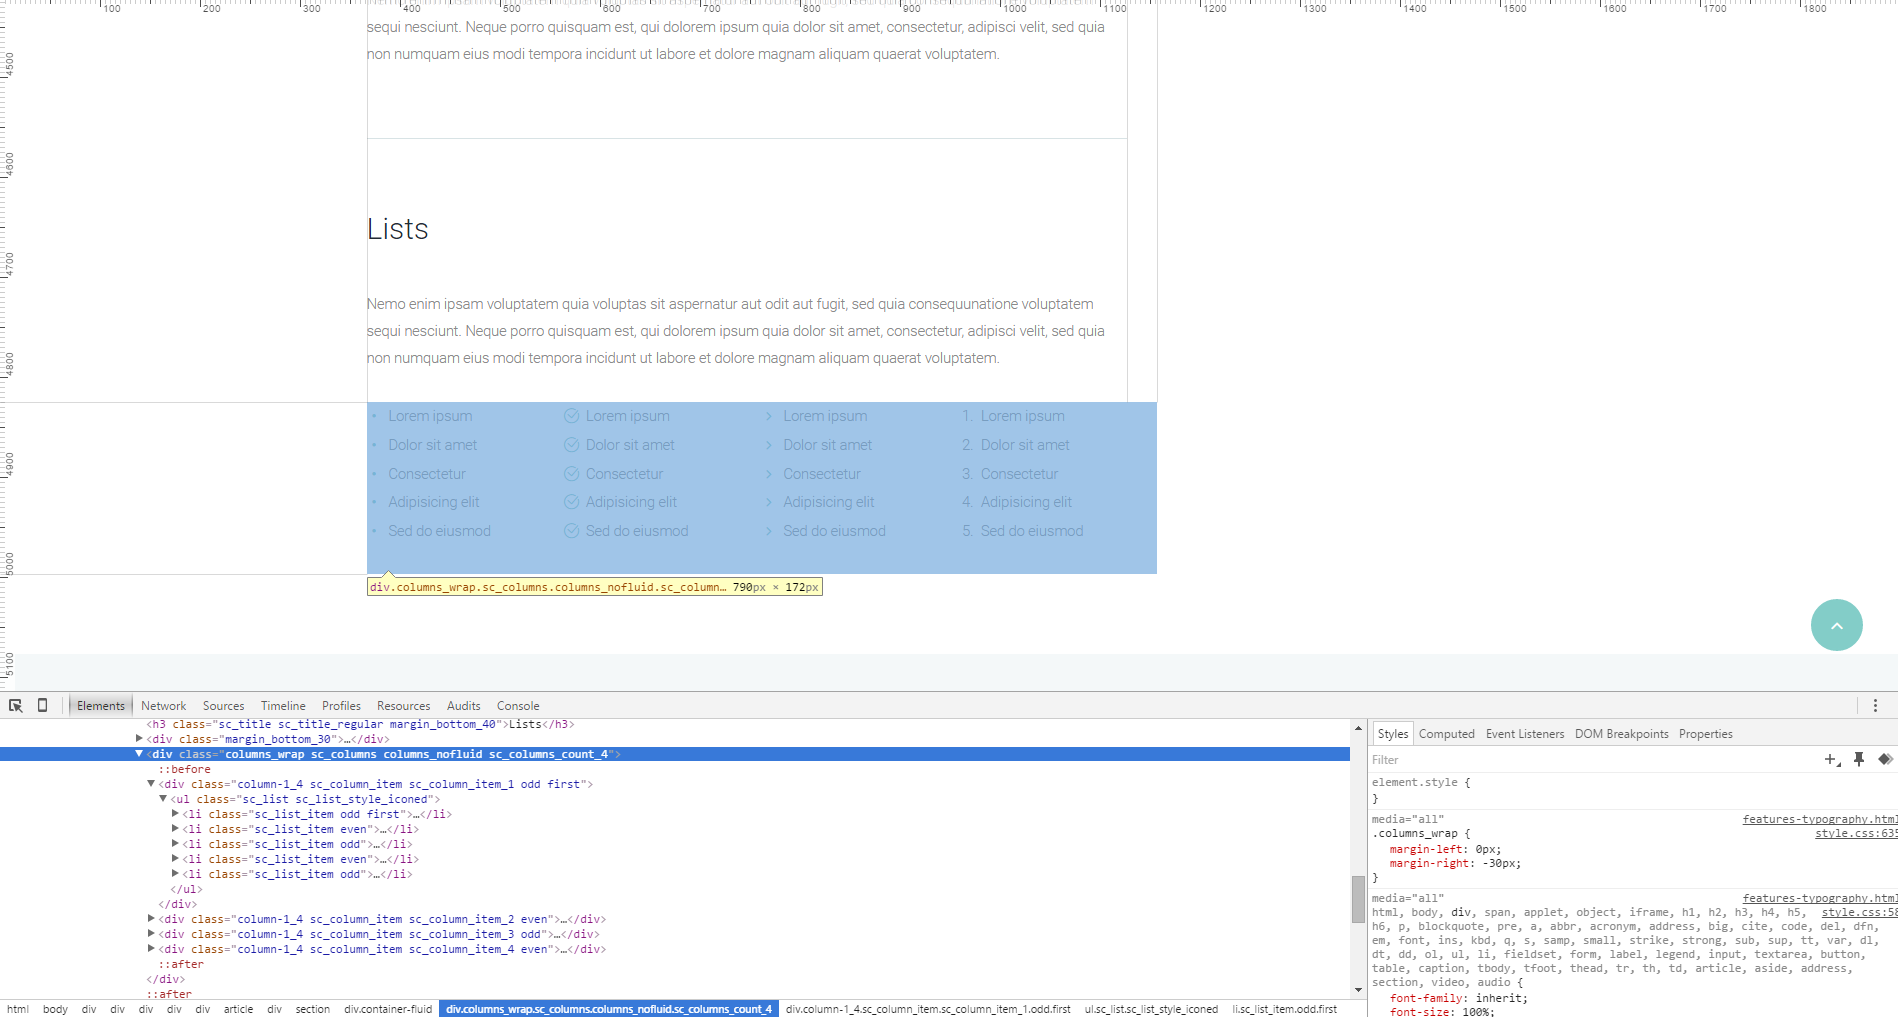 100 200 300 400 500 600 700 800 900 1000 1100 1200 1300 1400 1500 1600 1700 1800
sequi nesciunt. Neque porro quisquam est, qui dolorem ipsum quia dolor sit amet, consectetur, adipisci velit, sed quia
non numquam eius modi tempora incidunt ut labore et dolore magnam aliquam quaerat voluptatem.
4500
4600
4700
4800
4900
5000
5100
Lists
Nemo enim ipsam voluptatem quia voluptas sit aspernatur aut odit aut fugit, sed quia consequunatione voluptatem
sequi nesciunt. Neque porro quisquam est, qui dolorem ipsum quia dolor sit amet, consectetur, adipisci velit, sed quia
non numquam eius modi tempora incidunt ut labore et dolore magnam aliquam quaerat voluptatem.
• Lorem ipsum Lorem ipsum > Lorem ipsum 1. Lorem ipsum
• Dolor sit amet Dolor sit amet > Dolor sit amet 2. Dolor sit amet
• Consectetur Consectetur > Consectetur 3. Consectetur
• Adipisicing elit Adipisicing elit > Adipisicing elit 4. Adipisicing elit
• Sed do eiusmod Sed do eiusmod > Sed do eiusmod 5. Sed do eiusmod
div.columns_wrap.sc_columns.columns_nofluid.sc_column… 790px × 172px
Elements Network Sources Timeline Profiles Resources Audits Console
<h3 class="sc_title sc_title_regular margin_bottom_40">Lists</h3>
<div class="margin_bottom_30">…</div>
<div class="columns_wrap sc_columns columns_nofluid sc_columns_count_4">
::before
<div class="column-1_4 sc_column_item sc_column_item_1 odd first">
<ul class="sc_list sc_list_style_iconed">
<li class="sc_list_item odd first">…</li>
<li class="sc_list_item even">…</li>
<li class="sc_list_item odd">…</li>
<li class="sc_list_item even">…</li>
<li class="sc_list_item odd">…</li>
</ul>
</div>
<div class="column-1_4 sc_column_item sc_column_item_2 even">…</div>
<div class="column-1_4 sc_column_item sc_column_item_3 odd">…</div>
<div class="column-1_4 sc_column_item sc_column_item_4 even">…</div>
::after
</div>
::after
html body div div div div div article div section div.container-fluid div.columns_wrap.sc_columns.columns_nofluid.sc_columns_count_4 div.column-1_4.sc_column_item.sc_column_item_1.odd.first ul.sc_list.sc_list_style_iconed li.sc_list_item.odd.first
Styles Computed Event Listeners DOM Breakpoints Properties
Filter
element.style {
}
media="all" features-typography.html
.columns_wrap { style.css:635
margin-left: 0px;
margin-right: -30px;
}
media="all" features-typography.html
html, body, div, span, applet, object, iframe, h1, h2, h3, h4, h5, style.css:58
h6, p, blockquote, pre, a, abbr, acronym, address, big, cite, code, del, dfn,
em, font, ins, kbd, q, s, samp, small, strike, strong, sub, sup, tt, var, dl,
dt, dd, ol, ul, li, fieldset, form, label, legend, input, textarea, button,
table, caption, tbody, tfoot, thead, tr, th, td, article, aside, address,
section, video, audio {
font-family: inherit;
font-size: 100%;